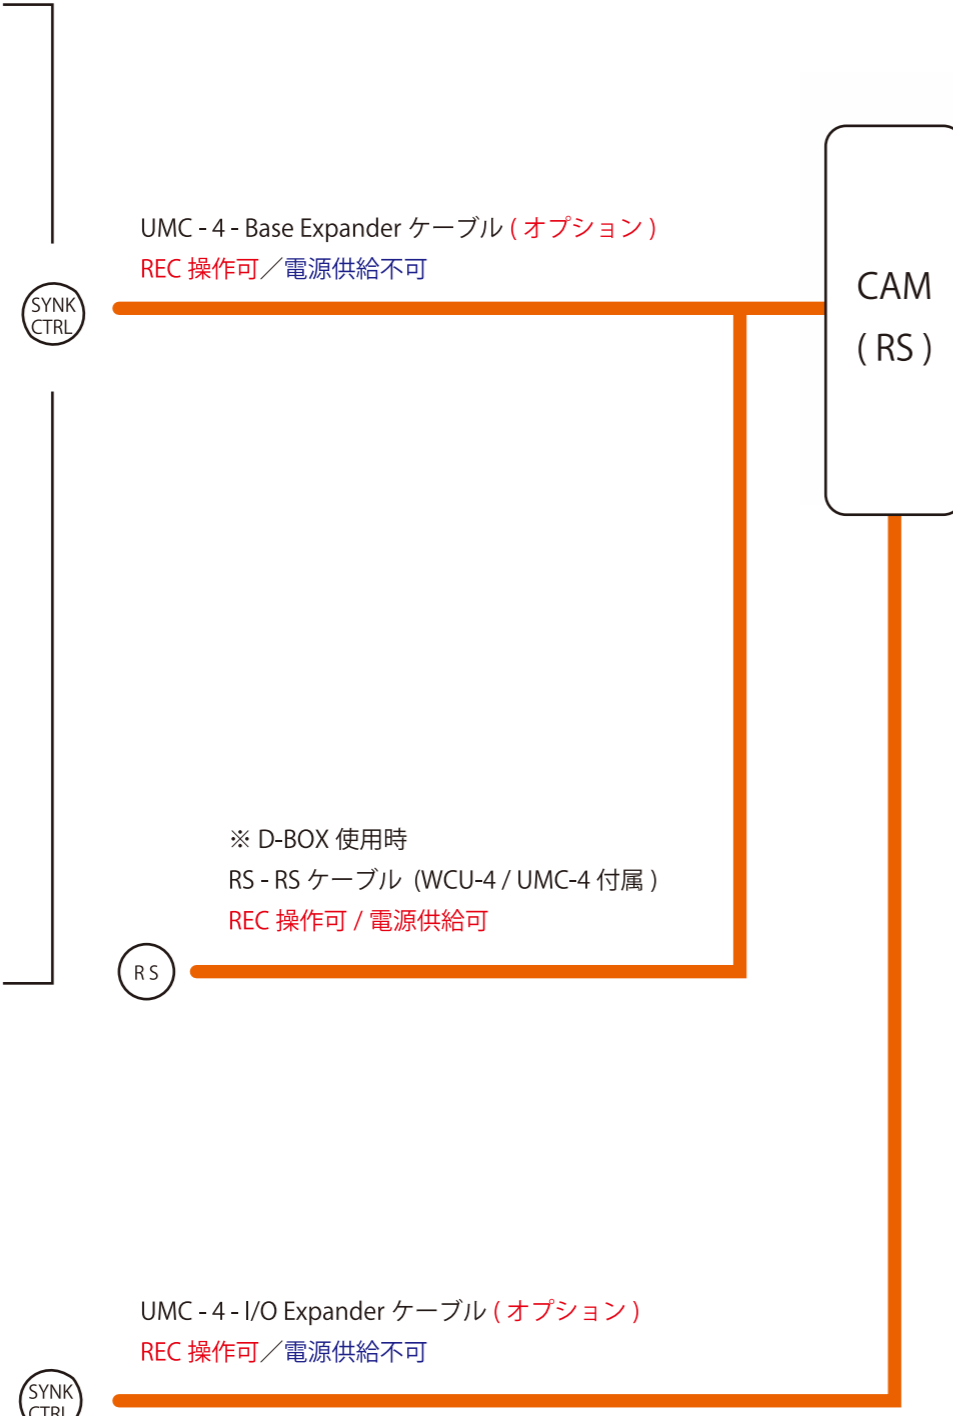 UMC - 4 - Base Expander ケーブル ( オプション )
REC 操作可／電源供給不可
SYNK
CTRL
CAM
( RS )
※ D-BOX 使用時
RS - RS ケーブル (WCU-4 / UMC-4 付属 )
REC 操作可 / 電源供給可
R S
UMC - 4 - I/O Expander ケーブル ( オプション )
REC 操作可／電源供給不可
SYNK
CTRL